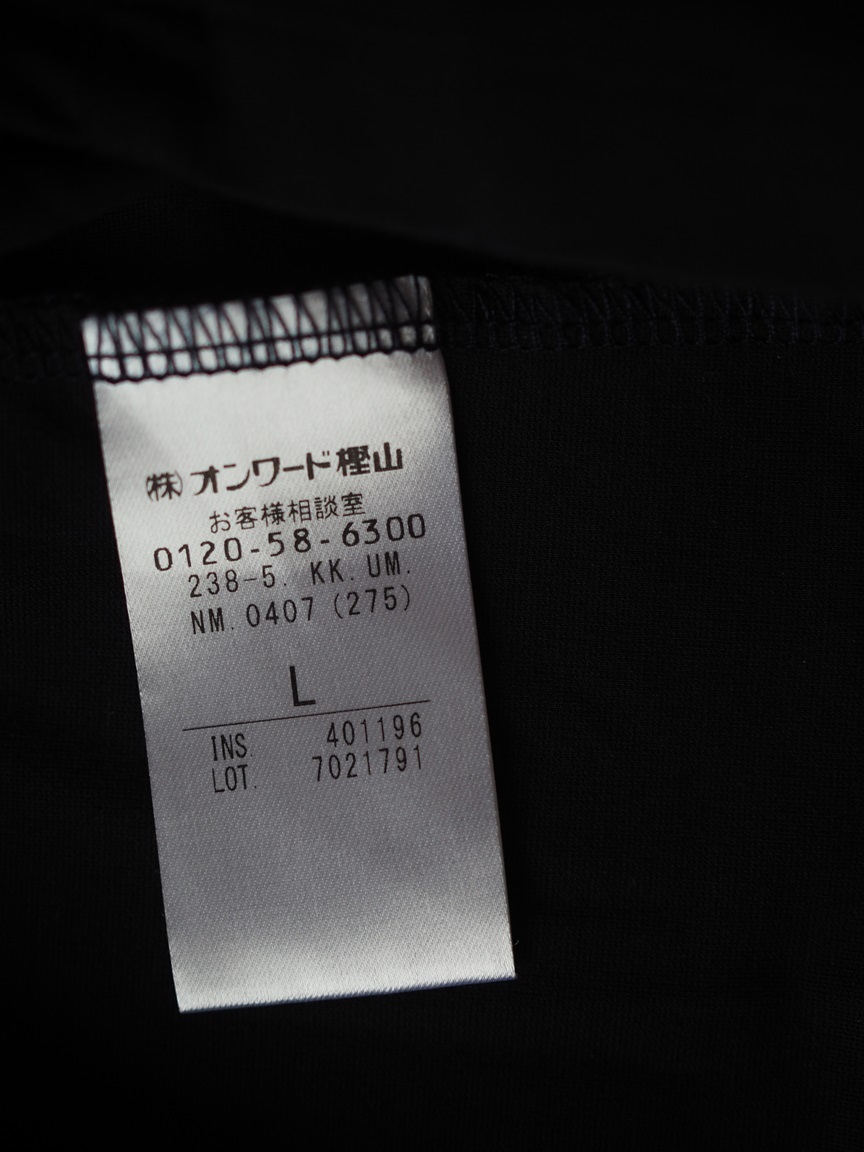 ㈱オンワード樫山
お客様相談室
0120-58-6300
238-5. KK. UM.
NM. 0407 (275)
L
INS. 401196
LOT. 7021791